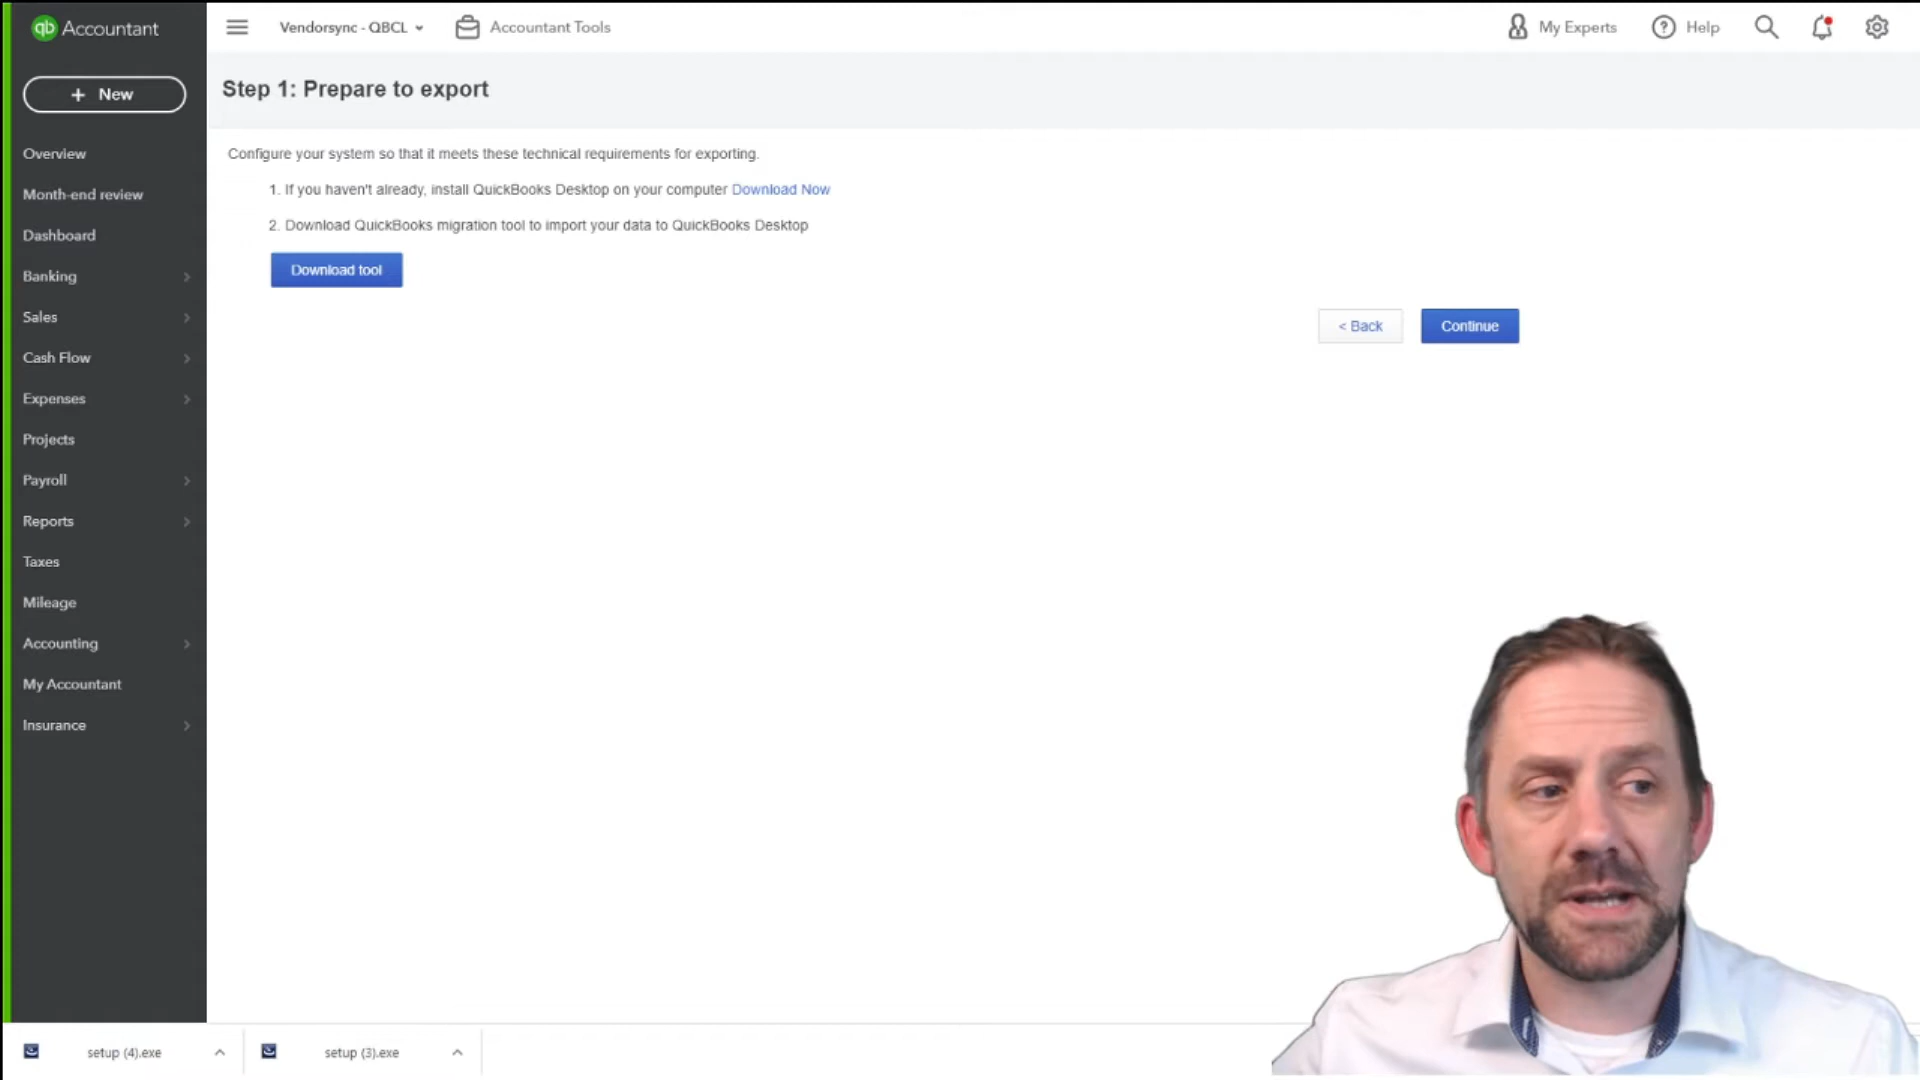 qb Accountant
Vendorsync - QBCL
Accountant Tools
My Experts
Help
+ New
Step 1: Prepare to export
Overview
Month-end review
Dashboard
Banking
Sales
Cash Flow
Expenses
Projects
Payroll
Reports
Taxes
Mileage
Accounting
My Accountant
Insurance
Configure your system so that it meets these technical requirements for exporting.
1. If you haven't already, install QuickBooks Desktop on your computer Download Now
2. Download QuickBooks migration tool to import your data to QuickBooks Desktop
Download tool
< Back
Continue
setup (4).exe
setup (3).exe